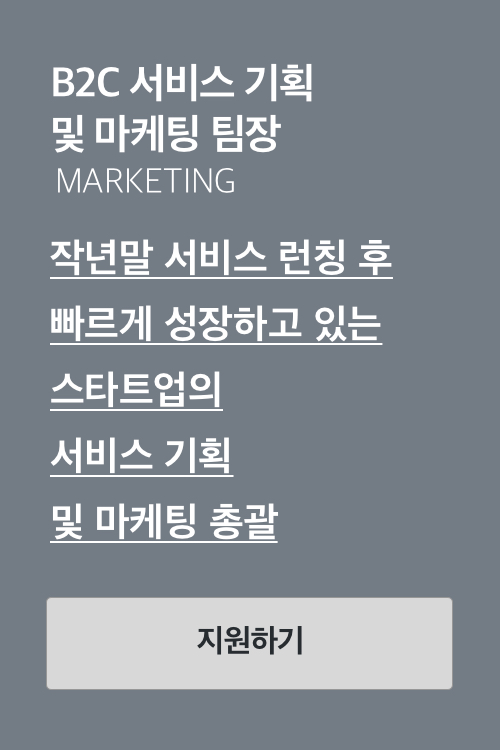 B2C 서비스 기획
및 마케팅 팀장
MARKETING
작년말 서비스 런칭 후
빠르게 성장하고 있는
스타트업의
서비스 기획
및 마케팅 총괄
지원하기